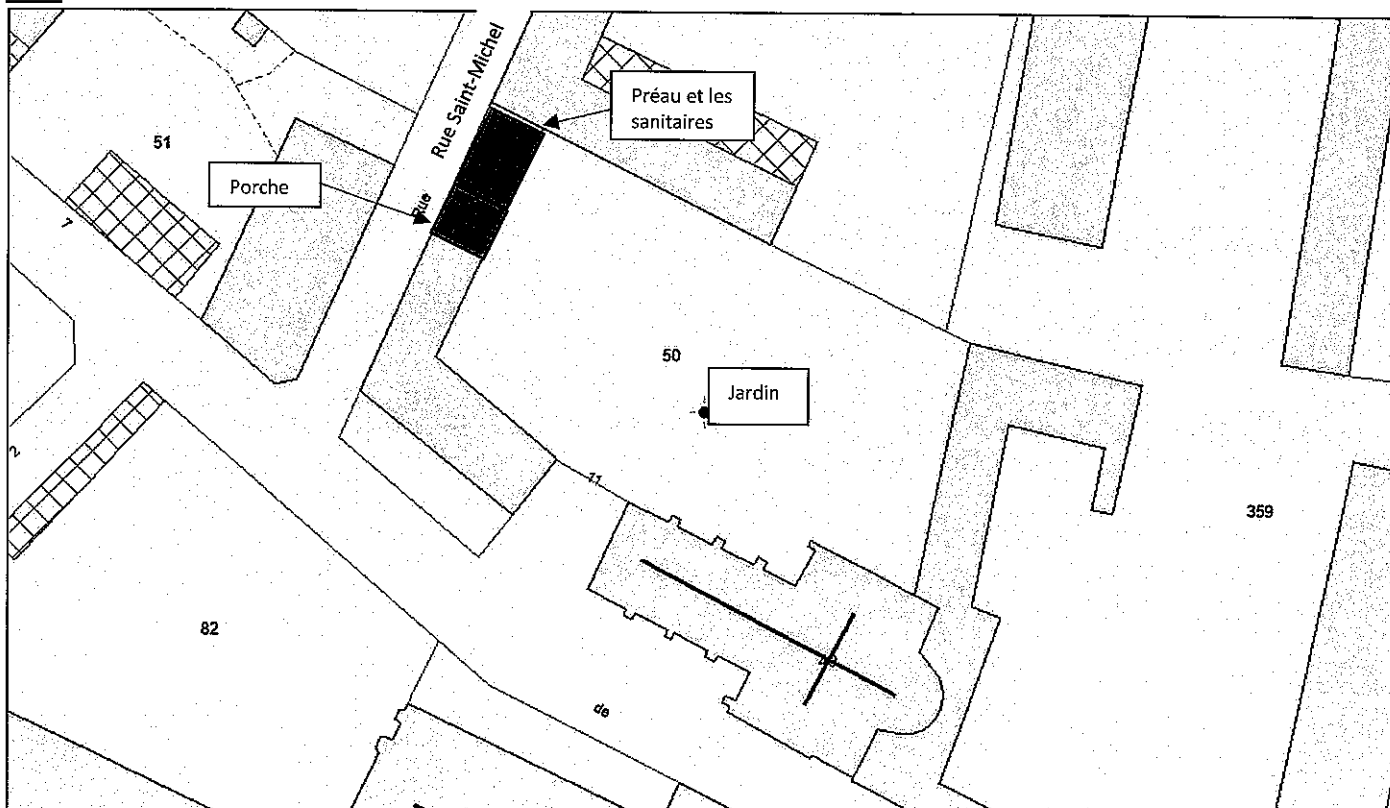 Rue Saint-Michel
Préau et les
sanitaires
51
Porche
Rue
7
50
Jardin
2
11
359
82
de